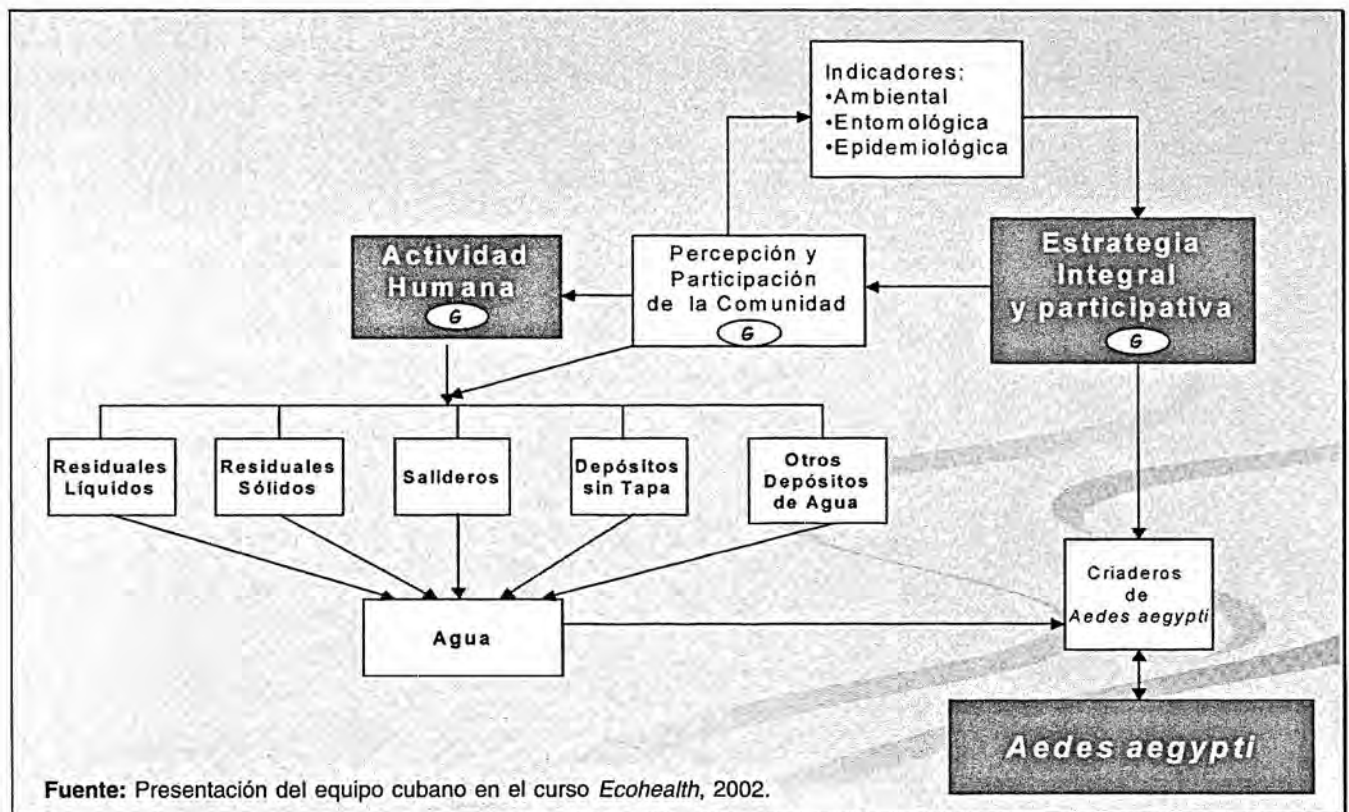 Indicadores:
•Ambiental
•Entomológica
•Epidemiológica
Actividad
Humana
G
Percepción y
Participación
de la Comunidad
G
Estrategia
Integral
y participativa
G
Residuales
Líquidos
Residuales
Sólidos
Salideros
Depósitos
sin Tapa
Otros
Depósitos
de Agua
Agua
Criaderos
de
Aedes aegypti
Aedes aegypti
Fuente: Presentación del equipo cubano en el curso Ecohealth, 2002.